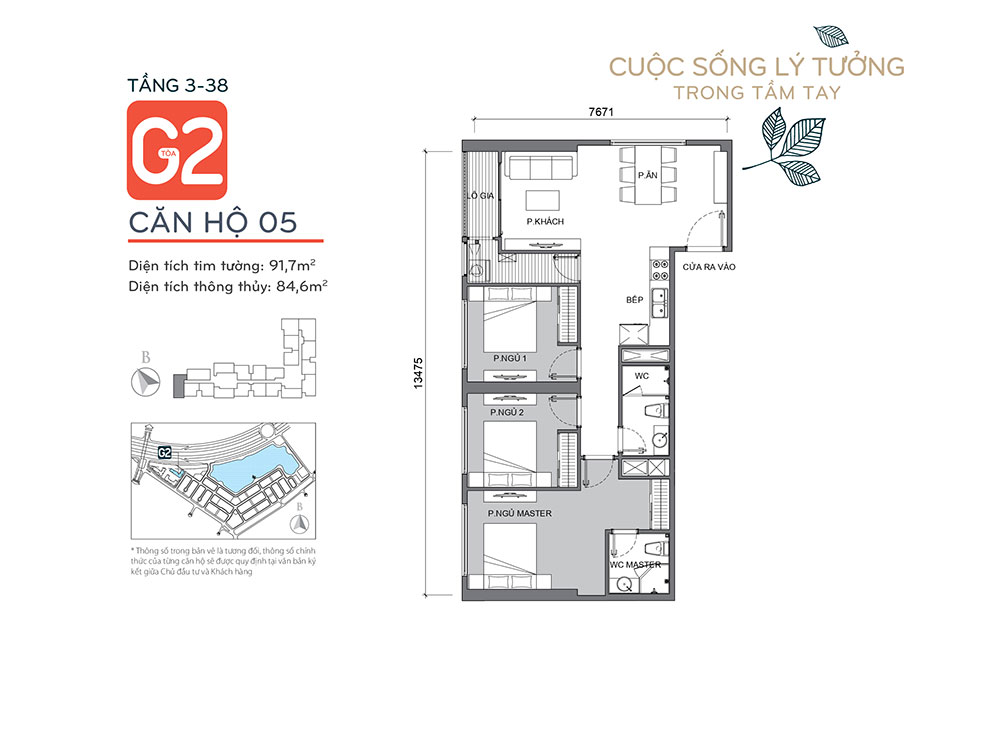 CUỘC SỐNG LÝ TƯỞNG
TRONG TẦM TAY
TẦNG 3-38
G2
TÒA
CĂN HỘ 05
Diện tích tim tường: 91,7m²
Diện tích thông thủy: 84,6m²
B
G2
B
* Thông số trong bản vẽ là tương đối, thông số chính
thức của từng căn hộ sẽ được quy định tại văn bản ký
kết giữa Chủ đầu tư và Khách hàng
7671
13475
LÔ GIA
P.KHÁCH
P.ĂN
CỬA RA VÀO
BẾP
P.NGỦ 1
WC
P.NGỦ 2
P.NGỦ MASTER
WC MASTER